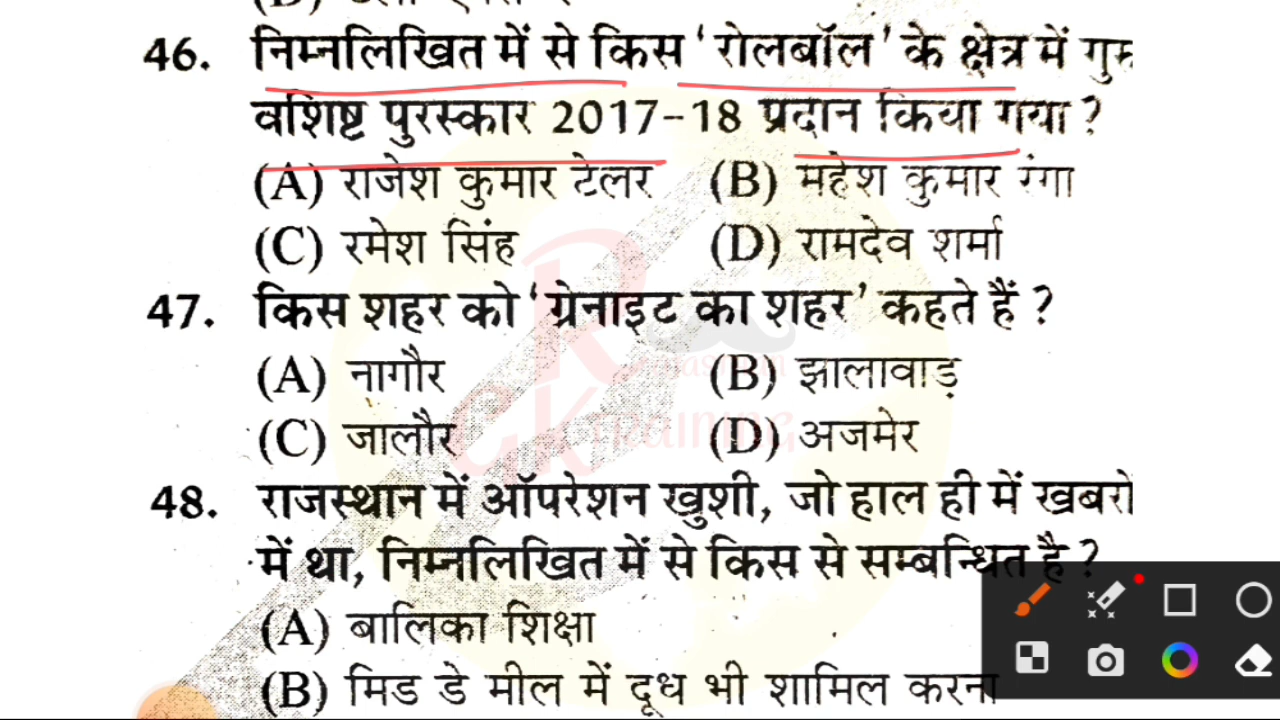 46. निम्नलिखित में से किस 'रोलबॉल' के क्षेत्र में
वशिष्ट पुरस्कार 2017-18 प्रदान किया गया ?
(A) राजेश कुमार टेलर (B) महेश कुमार रंगा
(C) रमेश सिंह (D) रामदेव शर्मा
47. किस शहर को 'ग्रेनाइट का शहर' कहते हैं ?
(A) नागौर (B) झालावाड़
(C) जालौर (D) अजमेर
48. राजस्थान में ऑपरेशन खुशी, जो हाल ही में खबरों
में था, निम्नलिखित में से किस से सम्बन्धित है ?
(A) बालिका शिक्षा
(B) मिड डे मील में दूध भी शामिल करना